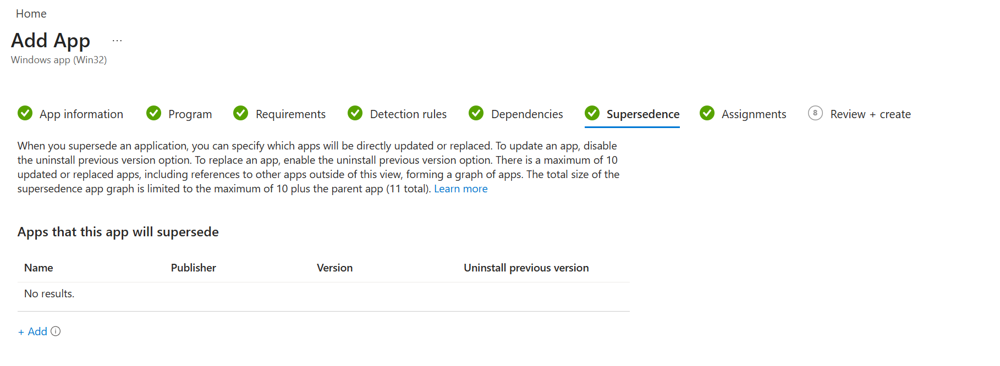 Home
Add App ...
Windows app (Win32)
App information Program Requirements Detection rules Dependencies Supersedence Assignments 8 Review + create
When you supersede an application, you can specify which apps will be directly updated or replaced. To update an app, disable
the uninstall previous version option. To replace an app, enable the uninstall previous version option. There is a maximum of 10
updated or replaced apps, including references to other apps outside of this view, forming a graph of apps. The total size of the
supersedence app graph is limited to the maximum of 10 plus the parent app (11 total). Learn more
Apps that this app will supersede
Name Publisher Version Uninstall previous version
No results.
+ Add